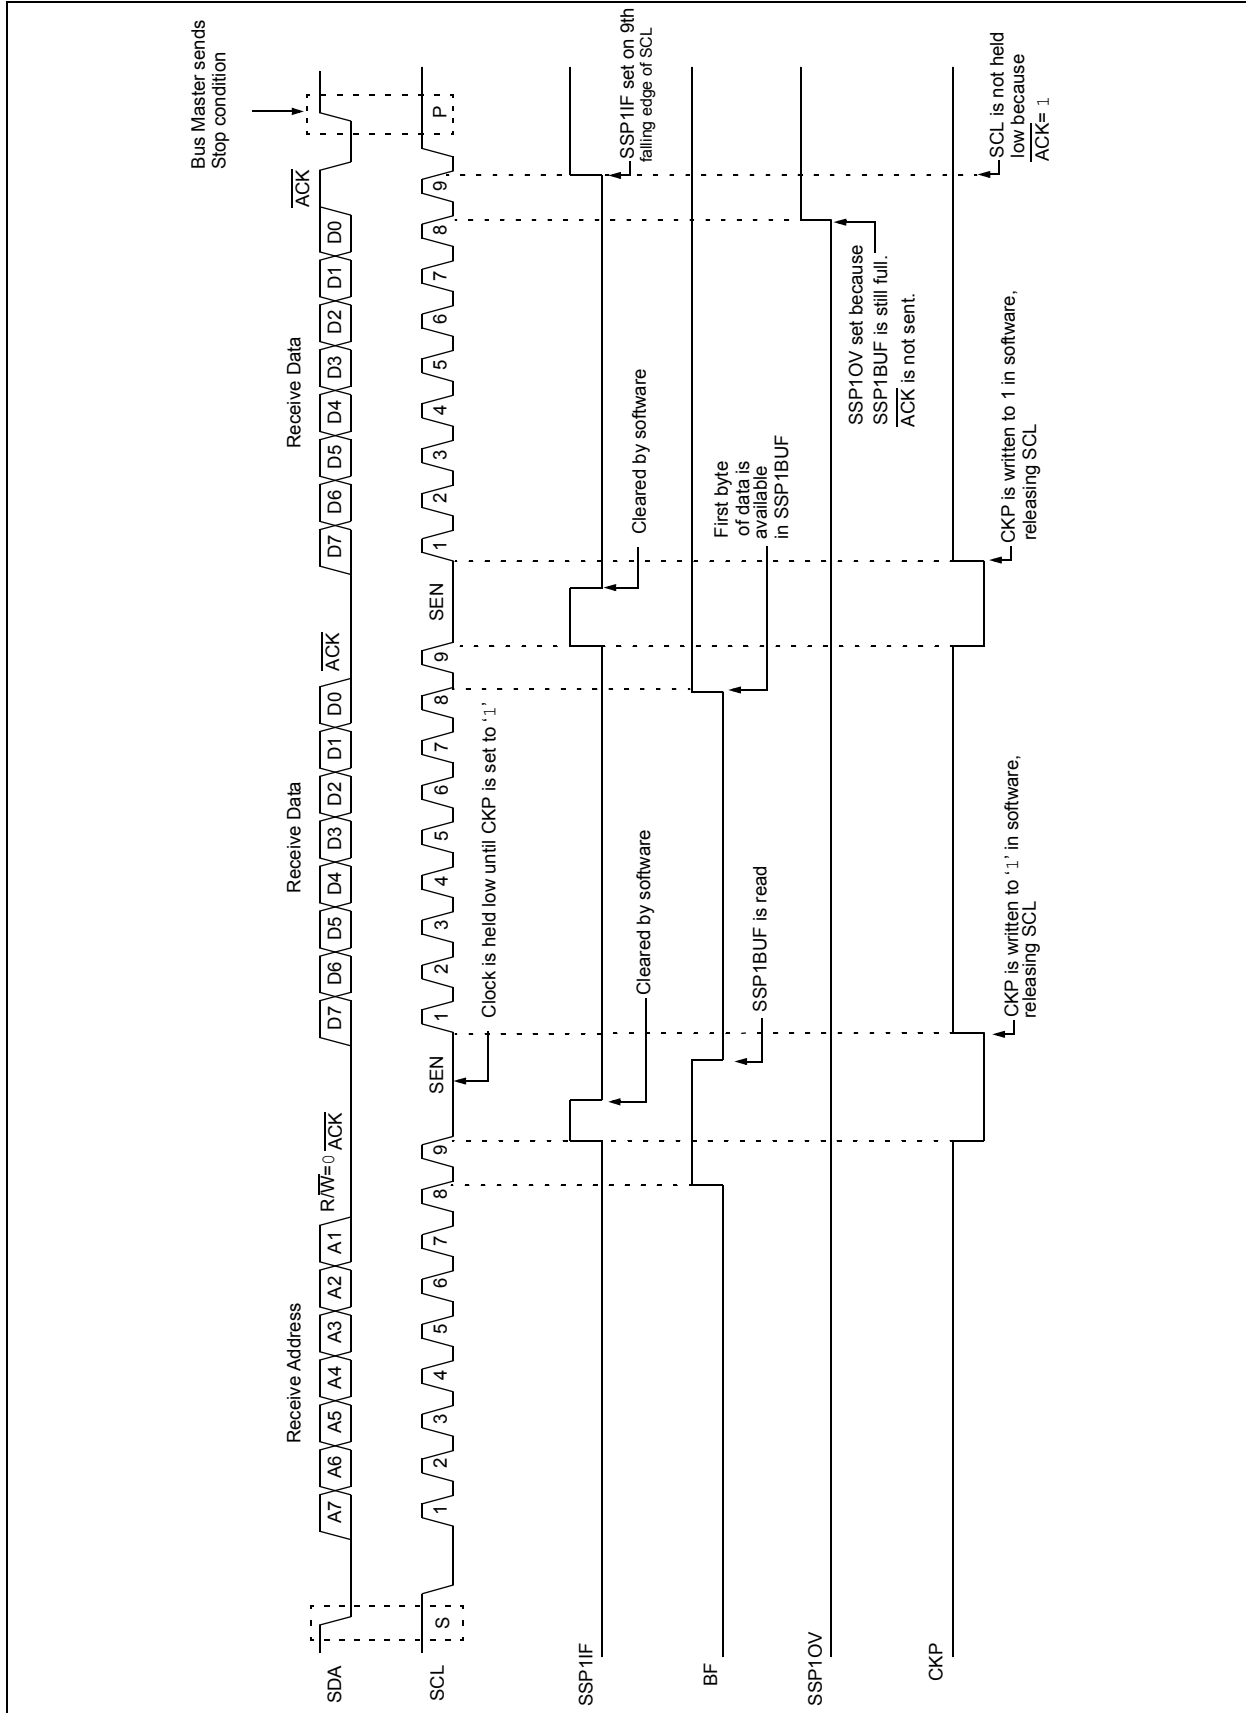 Bus Master sends
Stop condition
Receive Address
Receive Data
Receive Data
SDA
A7 A6 A5 A4 A3 A2 A1 R/W=0 ACK D7 D6 D5 D4 D3 D2 D1 D0 ACK D7 D6 D5 D4 D3 D2 D1 D0 ACK
SCL
S 1 2 3 4 5 6 7 8 9 SEN 1 2 3 4 5 6 7 8 9 SEN 1 2 3 4 5 6 7 8 9 P
Clock is held low until CKP is set to ‘1’
SSP1IF
Cleared by software
Cleared by software
SSP1IF set on 9th
falling edge of SCL
BF
SSP1BUF is read
First byte
of data is
available
in SSP1BUF
SSP1OV
SSP1OV set because
SSP1BUF is still full.
ACK is not sent.
CKP
CKP is written to ‘1’ in software,
releasing SCL
CKP is written to 1 in software,
releasing SCL
SCL is not held
low because
ACK= 1